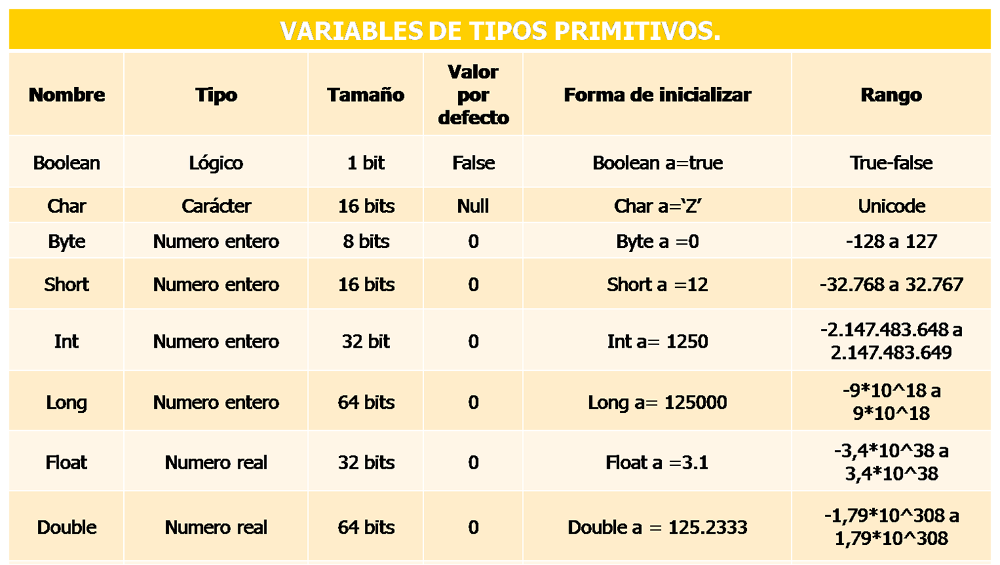 VARIABLES DE TIPOS PRIMITIVOS.
Nombre Tipo Tamaño Valor por defecto Forma de inicializar Rango
Boolean Lógico 1 bit False Boolean a=true True-false
Char Carácter 16 bits Null Char a=‘Z’ Unicode
Byte Numero entero 8 bits 0 Byte a =0 -128 a 127
Short Numero entero 16 bits 0 Short a =12 -32.768 a 32.767
Int Numero entero 32 bit 0 Int a= 1250 -2.147.483.648 a 2.147.483.649
Long Numero entero 64 bits 0 Long a= 125000 -9*10^18 a 9*10^18
Float Numero real 32 bits 0 Float a =3.1 -3,4*10^38 a 3,4*10^38
Double Numero real 64 bits 0 Double a = 125.2333 -1,79*10^308 a 1,79*10^308